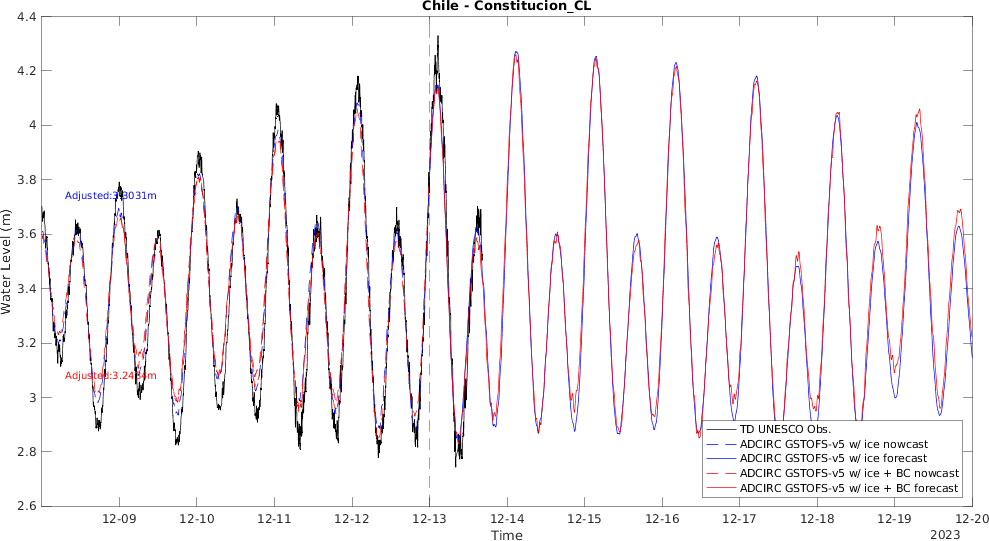 Chile - Constitucion_CL
4.4
4.2
4
3.8
3.6
3.4
3.2
3
2.8
2.6
Water Level (m)
Adjusted:3.3031m
TD UNESCO Obs.
ADCIRC GSTOFS-v5 w/ ice nowcast
ADCIRC GSTOFS-v5 w/ ice forecast
ADCIRC GSTOFS-v5 w/ ice + BC nowcast
ADCIRC GSTOFS-v5 w/ ice + BC forecast
12-09 12-10 12-11 12-12 12-13 12-14 12-15 12-16 12-17 12-18 12-19 12-20
Time
2023